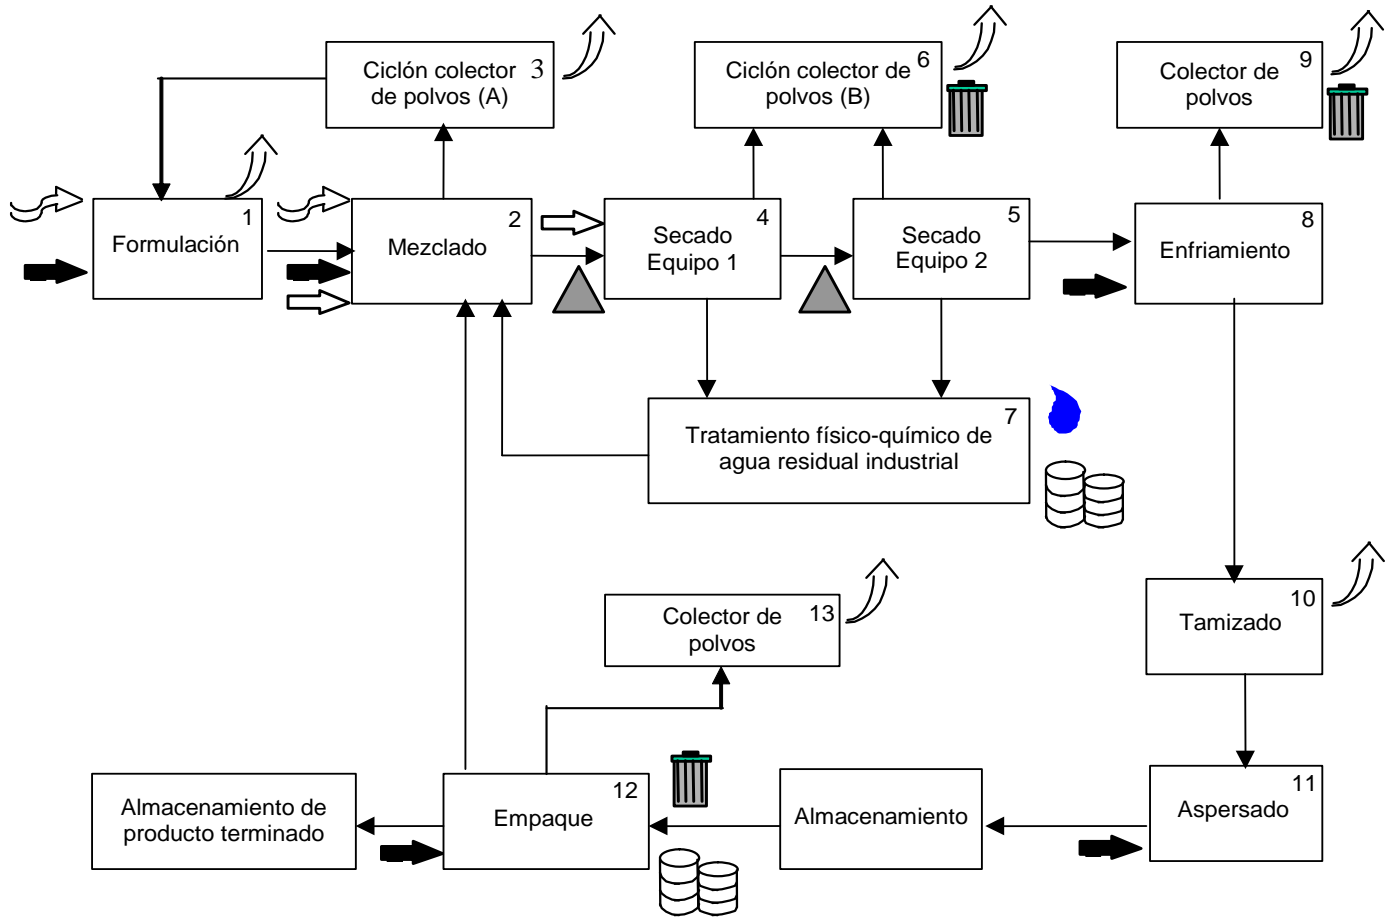 Ciclón colector
de polvos (A)
3
Ciclón colector de
polvos (B)
6
Colector de
polvos
9
Formulación
1
Mezclado
2
Secado
Equipo 1
4
Secado
Equipo 2
5
Enfriamiento
8
Tratamiento físico-químico de
agua residual industrial
7
Tamizado
10
Colector de
polvos
13
Almacenamiento de
producto terminado
Empaque
12
Almacenamiento
Aspersado
11